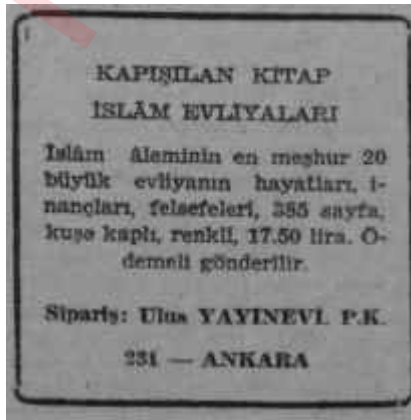 KAPIŞILAN KİTAP
İSLÂM EVLİYALARI
İslâm âleminin en meşhur 20
büyük evliyanın hayatları, i-
nançları, felsefeleri, 385 sayfa,
kuşe kaplı, renkli, 17.50 lira. Ö-
demeli gönderilir.
Sipariş: Ulus YAYINEVİ. P.K.
231 — ANKARA